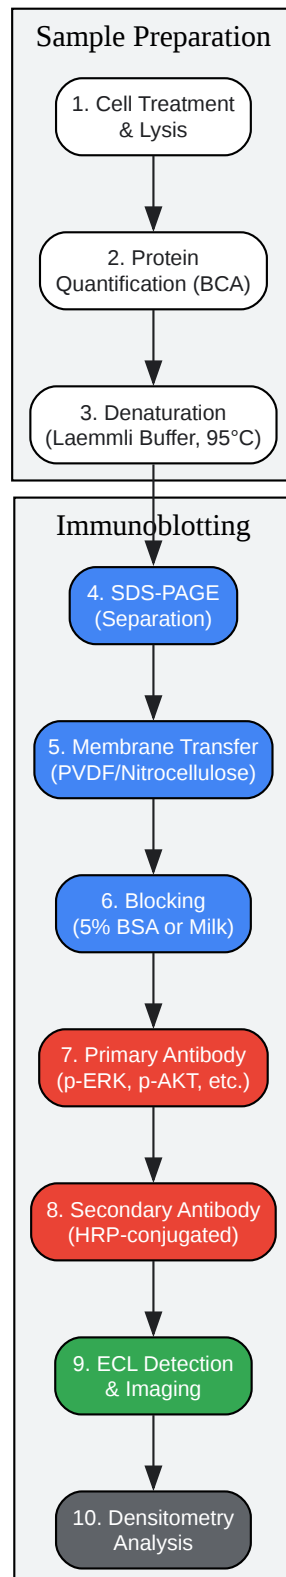 Sample Preparation
1. Cell Treatment
& Lysis
2. Protein
Quantification (BCA)
3. Denaturation
(Laemmli Buffer, 95°C)
Immunoblotting
4. SDS-PAGE
(Separation)
5. Membrane Transfer
(PVDF/Nitrocellulose)
6. Blocking
(5% BSA or Milk)
7. Primary Antibody
(p-ERK, p-AKT, etc.)
8. Secondary Antibody
(HRP-conjugated)
9. ECL Detection
& Imaging
10. Densitometry
Analysis